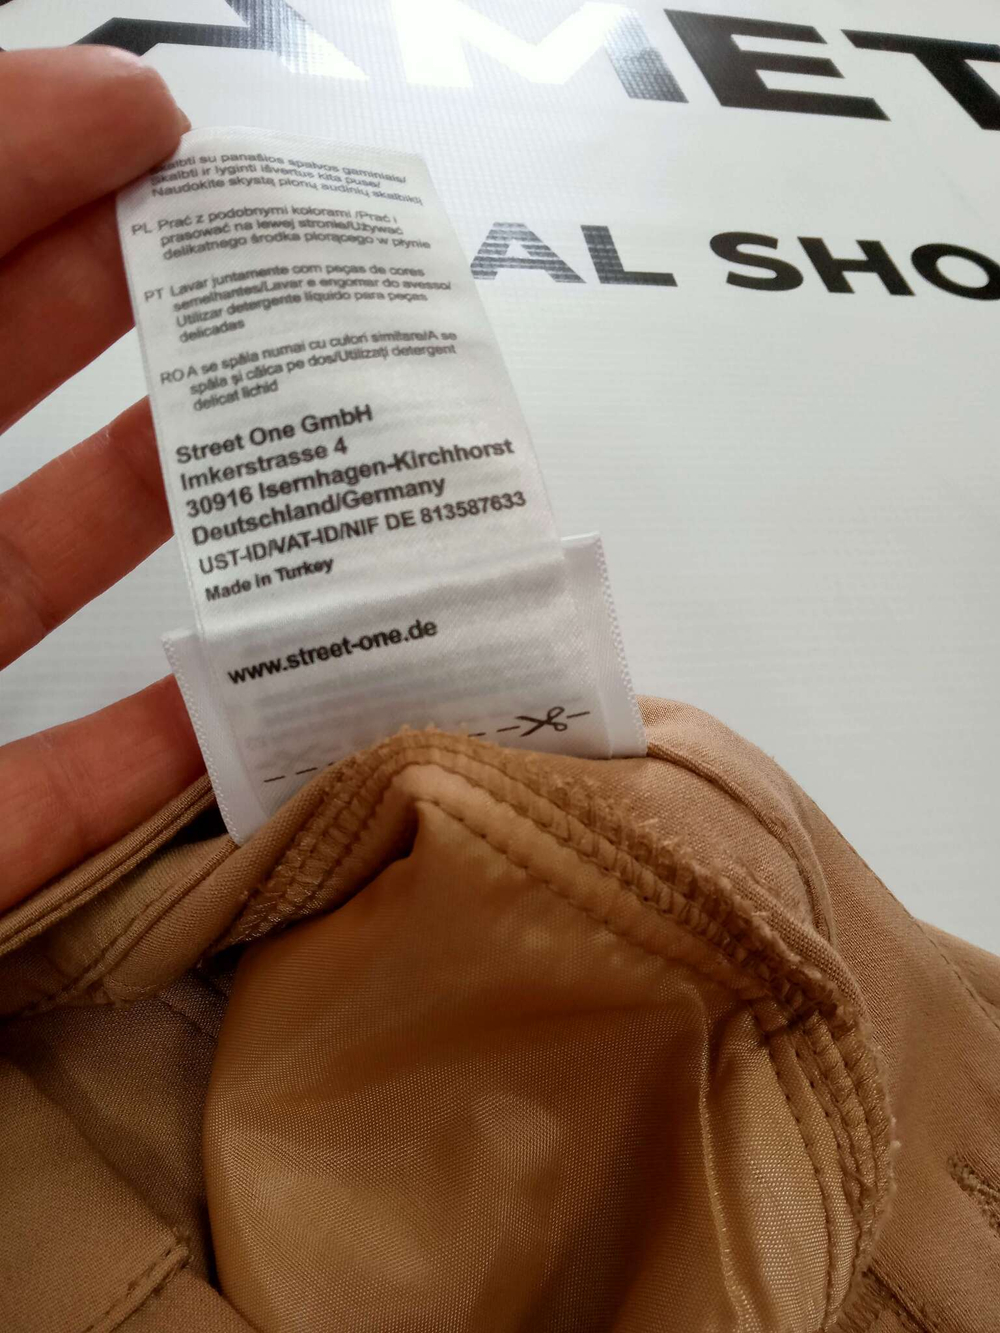 AMET
AL SHO
Skalbti su panašios spalvos gaminiais/
Skalbti ir lyginti išvertus kita puse/
Naudokite skystą plonų audinių skalbiklį
PL Prać z podobnymi kolorami /Prać i
prasować na lewej stronie/Używać
delikatnego środka piorącego w płynie
PT Lavar juntamente com peças de cores
semelhantes/Lavar e engomar do avesso/
Utilizar detergente líquido para peças
delicadas
RO A se spăla numai cu culori similare/A se
spăla şi călca pe dos/Utilizaţi detergent
delicat lichid
Street One GmbH
Imkerstrasse 4
30916 Isernhagen-Kirchhorst
Deutschland/Germany
UST-ID/VAT-ID/NIF DE 813587633
Made in Turkey
www.street-one.de